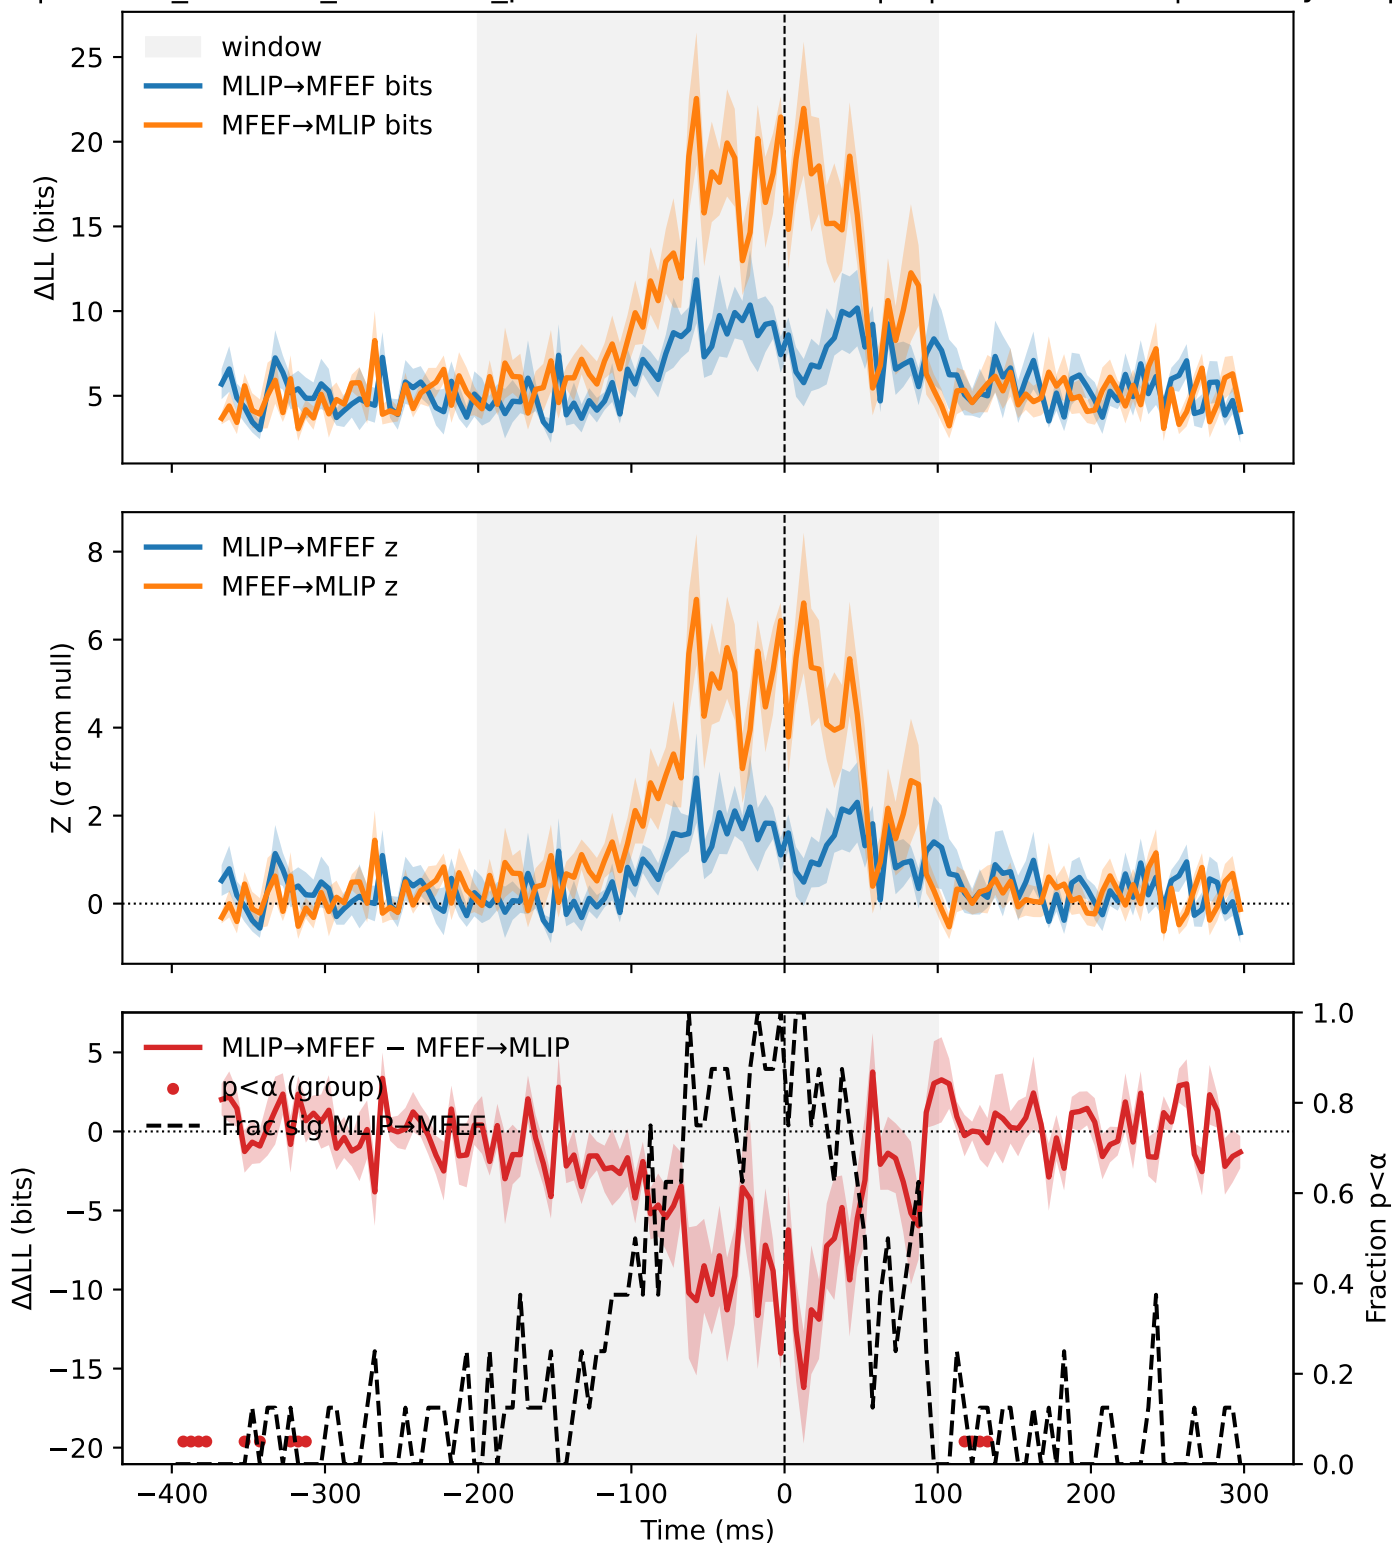 window
MLIP→MFEF bits
MFEF→MLIP bits
25
20
15
10
5
ΔLL (bits)
MLIP→MFEF z
MFEF→MLIP z
8
6
4
2
0
Z (σ from null)
MLIP→MFEF − MFEF→MLIP
p<α (group)
Frac sig MLIP→MFEF
5
0
−5
−10
−15
−20
ΔΔLL (bits)
1.0
0.8
0.6
0.4
0.2
0.0
Fraction p<α
−400 −300 −200 −100 0 100 200 300
Time (ms)